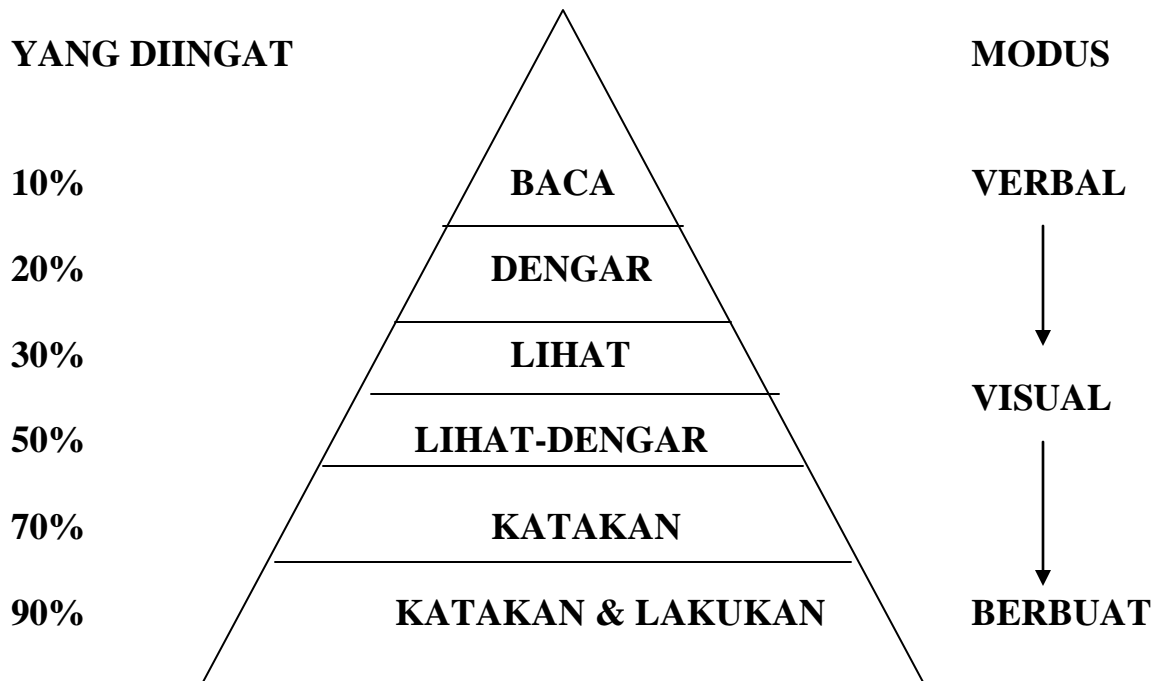 YANG DIINGAT MODUS
10% BACA VERBAL
20% DENGAR
30% LIHAT
VISUAL
50% LIHAT-DENGAR
70% KATAKAN
90% KATAKAN & LAKUKAN BERBUAT